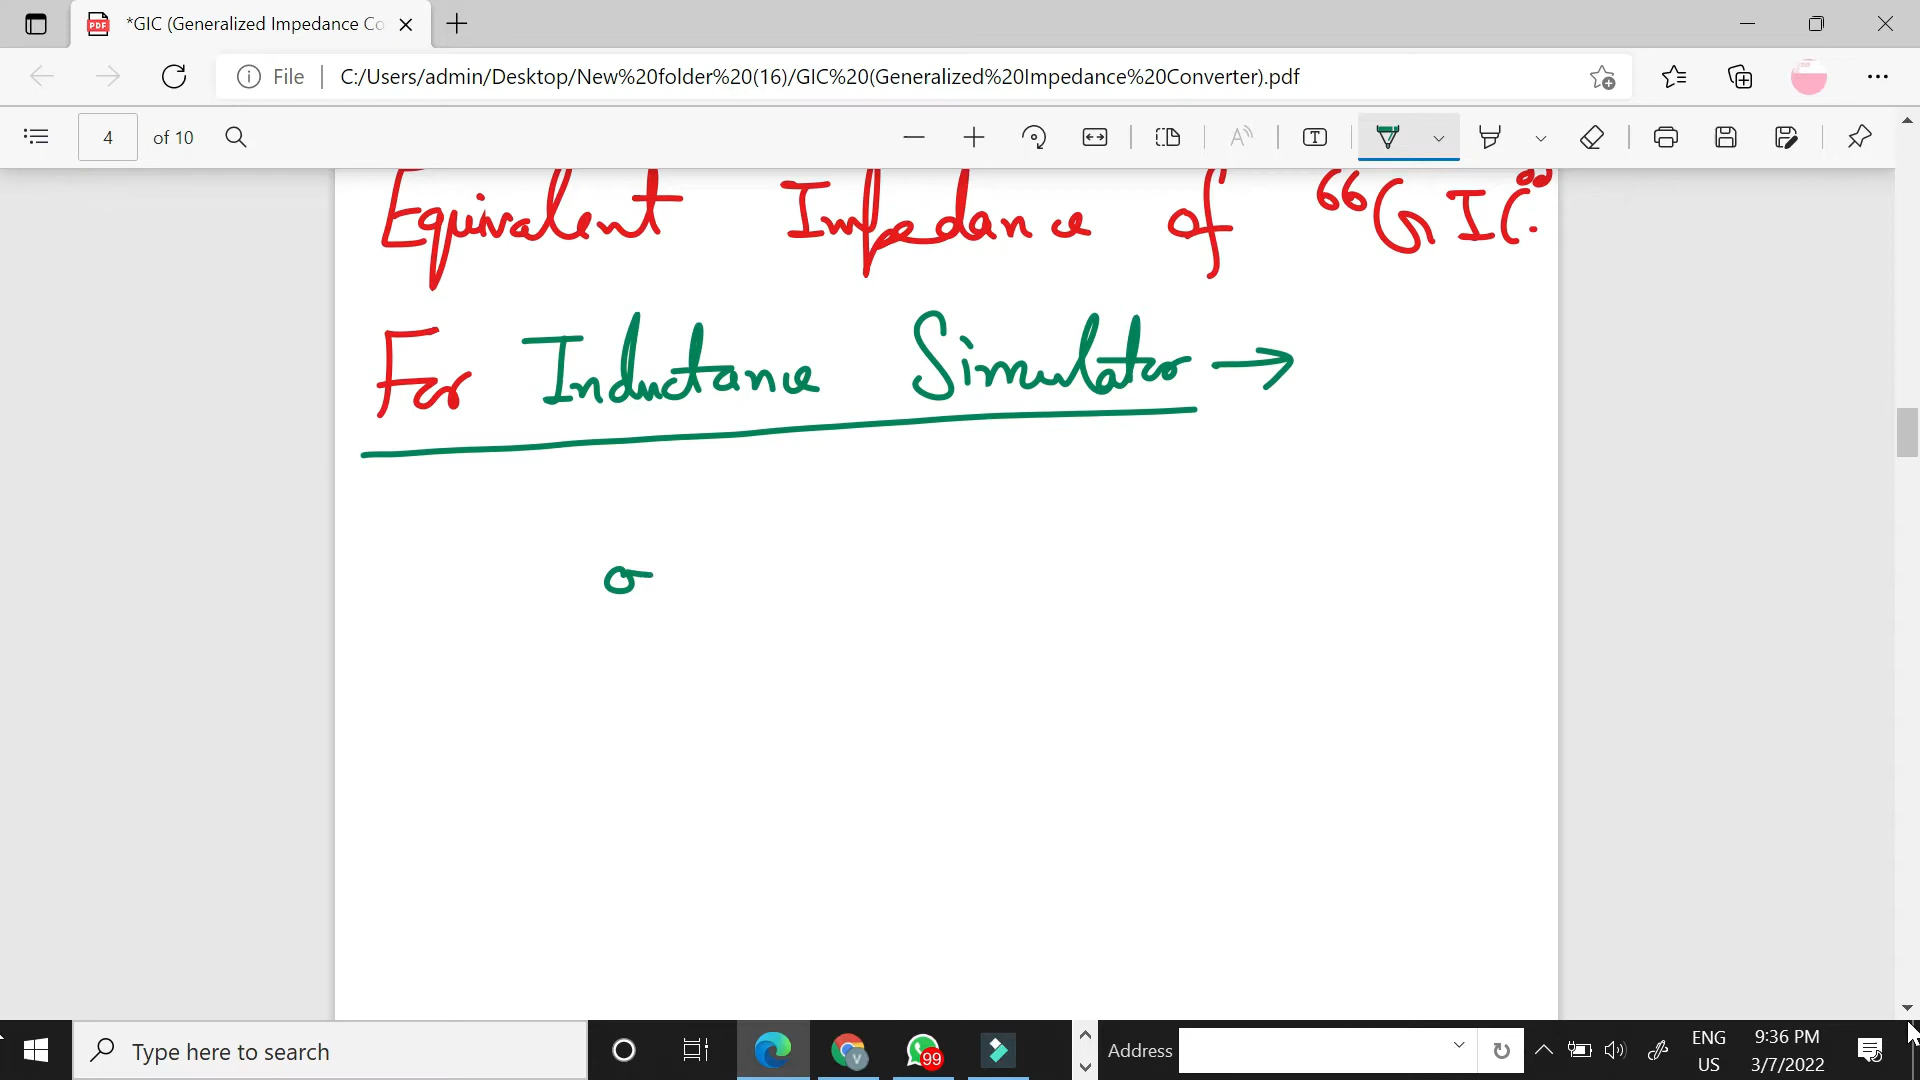 *GIC (Generalized Impedance Co
File
C:/Users/admin/Desktop/New%20folder%20(16)/GIC%20(Generalized%20Impedance%20Converter).pdf
4 of 10
Equivalent Impedance of "GIC"
For Inductance Simulator →
Type here to search
V
99
Address
ENG
US
9:36 PM
3/7/2022